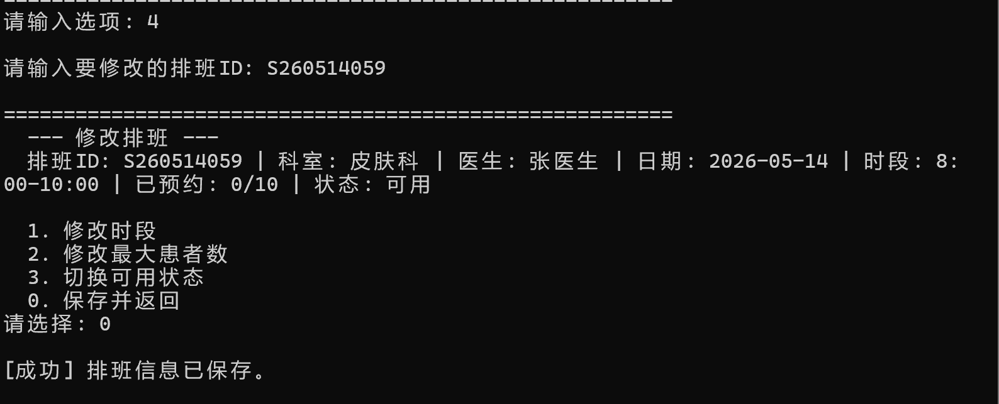 请输入选项: 4
请输入要修改的排班ID: S260514059
========================================================
--- 修改排班 ---
排班ID: S260514059 | 科室: 皮肤科 | 医生: 张医生 | 日期: 2026-05-14 | 时段: 8:
00-10:00 | 已预约: 0/10 | 状态: 可用
1. 修改时段
2. 修改最大患者数
3. 切换可用状态
0. 保存并返回
请选择: 0
[成功] 排班信息已保存。